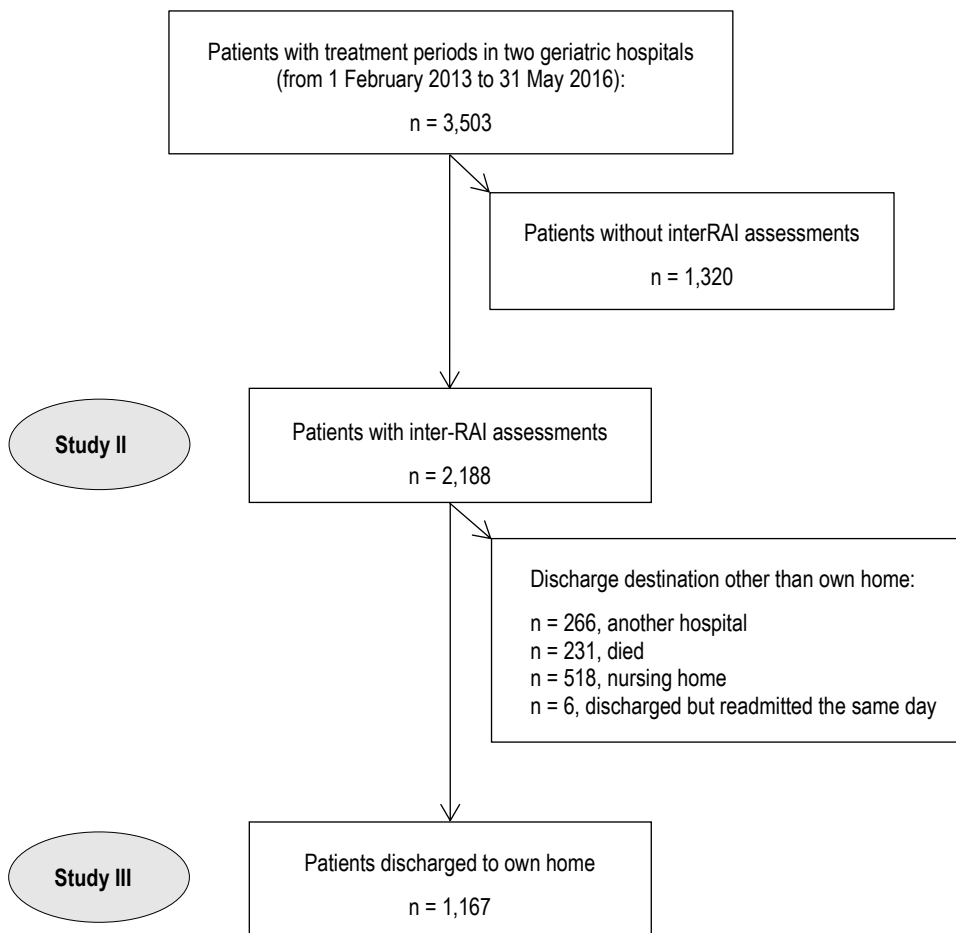 Patients with treatment periods in two geriatric hospitals
(from 1 February 2013 to 31 May 2016):
n = 3,503
Patients without interRAI assessments
n = 1,320
Study II
Patients with inter-RAI assessments
n = 2,188
Discharge destination other than own home:
n = 266, another hospital
n = 231, died
n = 518, nursing home
n = 6, discharged but readmitted the same day
Study III
Patients discharged to own home
n = 1,167